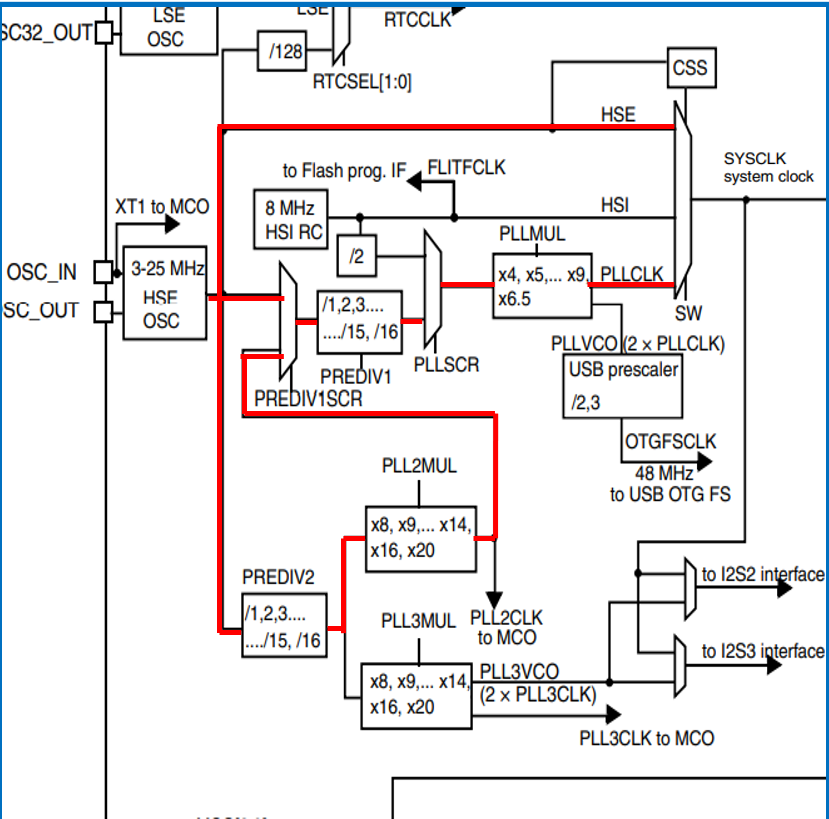 LSE
OSC
SC32_OUT
LSE
RTCCLK
/128
RTCSEL[1:0]
CSS
HSE
SYSCLK
system clock
to Flash prog. IF
FLITFCLK
XT1 to MCO
8 MHz
HSI RC
HSI
/2
PLLMUL
OSC_IN
3-25 MHz
HSE
OSC
SC_OUT
x4, x5,... x9,
x6.5
PLLCLK
/1,2,3....
..../15, /16
SW
PLLSCR
PREDIV1
PREDIV1SCR
PLLVCO (2 × PLLCLK)
USB prescaler
/2,3
OTGFSCLK
48 MHz
to USB OTG FS
PLL2MUL
x8, x9,... x14,
x16, x20
PREDIV2
/1,2,3....
..../15, /16
to I2S2 interface
PLL3MUL
PLL2CLK
to MCO
to I2S3 interface
x8, x9,... x14,
x16, x20
PLL3VCO
(2 × PLL3CLK)
PLL3CLK to MCO